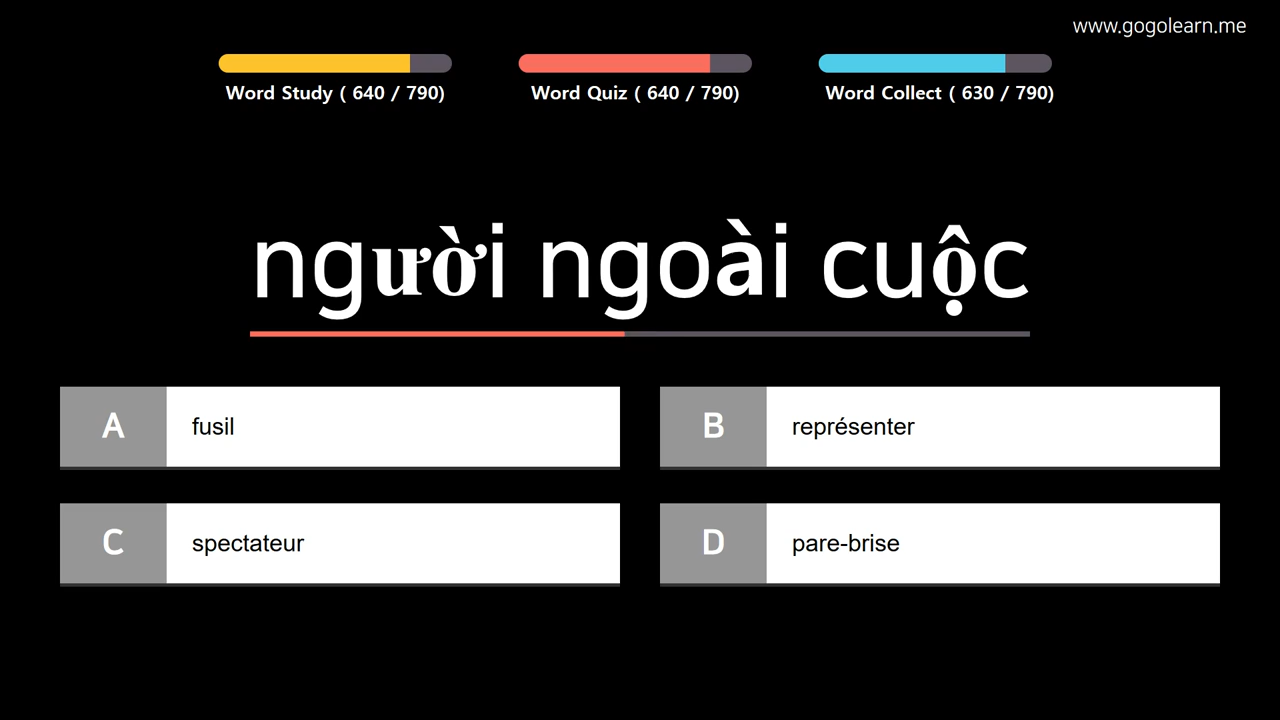 www.gogolearn.me
Word Study ( 640 / 790)
Word Quiz ( 640 / 790)
Word Collect ( 630 / 790)
người ngoài cuộc
A fusil
B représenter
C spectateur
D pare-brise